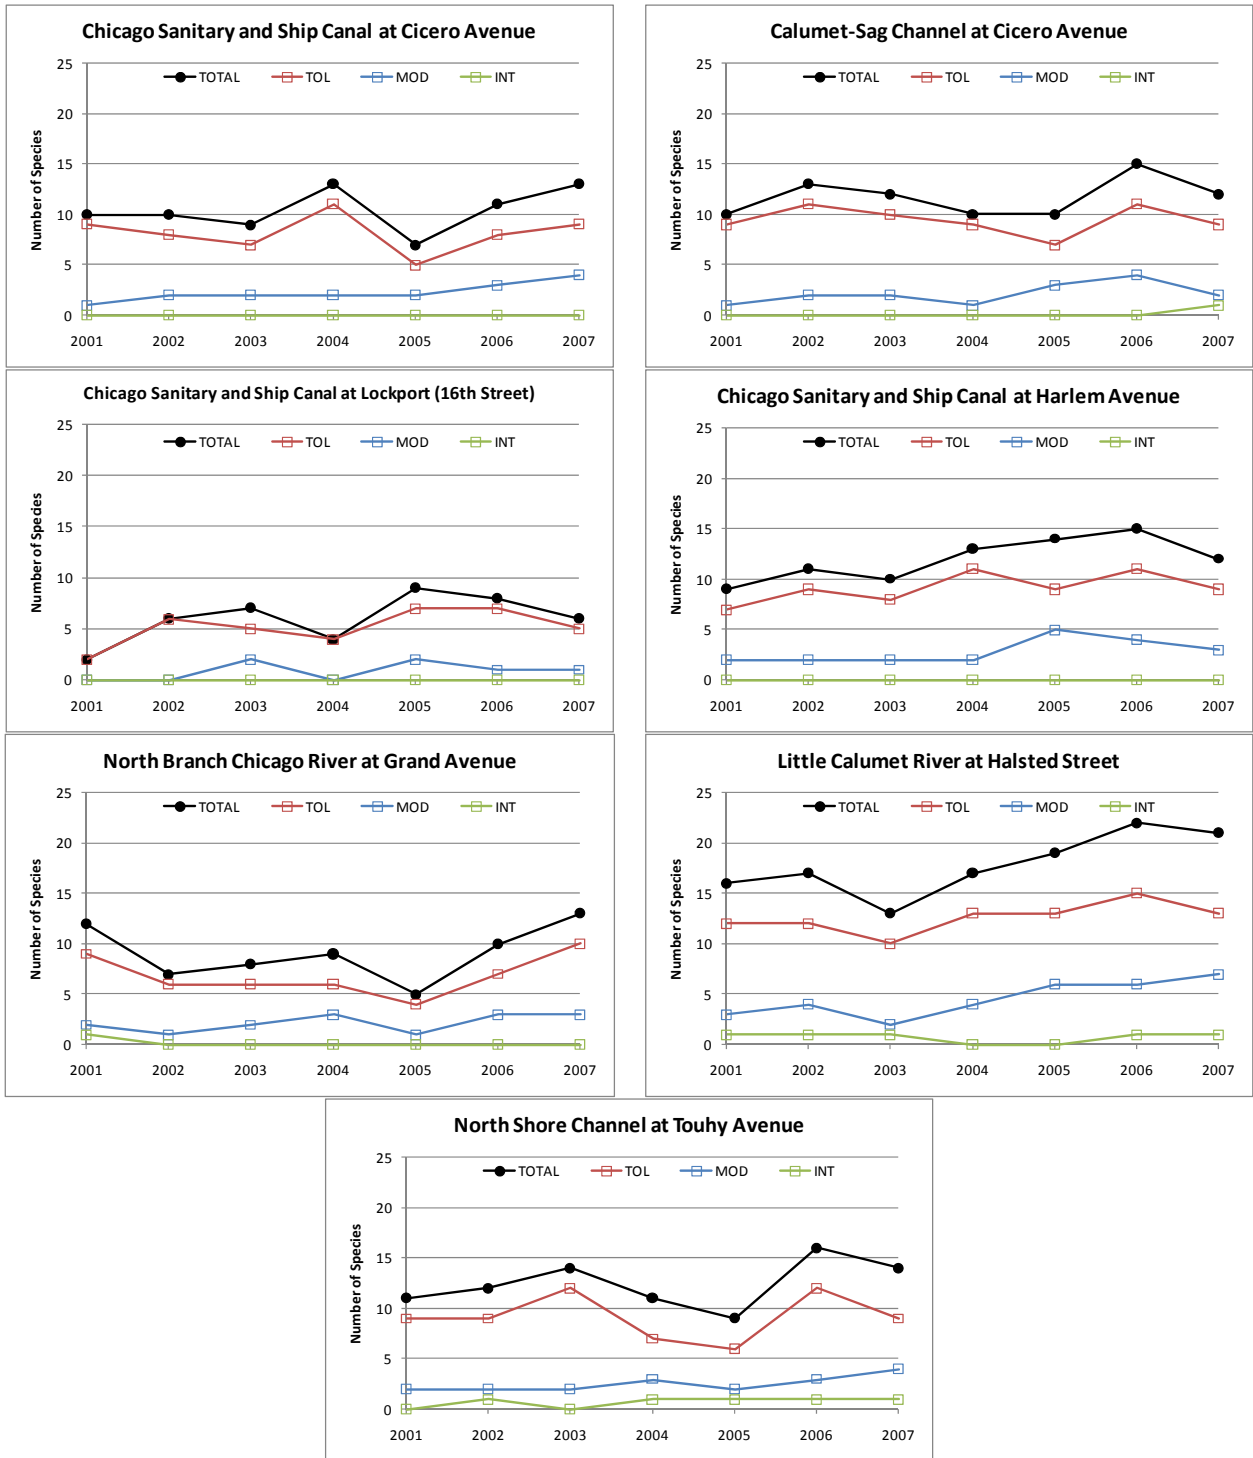 Chicago Sanitary and Ship Canal at Cicero Avenue
TOTAL TOL MOD INT
Number of Species
25
20
15
10
5
0
2001 2002 2003 2004 2005 2006 2007
Calumet-Sag Channel at Cicero Avenue
TOTAL TOL MOD INT
Number of Species
25
20
15
10
5
0
2001 2002 2003 2004 2005 2006 2007
Chicago Sanitary and Ship Canal at Lockport (16th Street)
TOTAL TOL MOD INT
Number of Species
25
20
15
10
5
0
2001 2002 2003 2004 2005 2006 2007
Chicago Sanitary and Ship Canal at Harlem Avenue
TOTAL TOL MOD INT
Number of Species
25
20
15
10
5
0
2001 2002 2003 2004 2005 2006 2007
North Branch Chicago River at Grand Avenue
TOTAL TOL MOD INT
Number of Species
25
20
15
10
5
0
2001 2002 2003 2004 2005 2006 2007
Little Calumet River at Halsted Street
TOTAL TOL MOD INT
Number of Species
25
20
15
10
5
0
2001 2002 2003 2004 2005 2006 2007
North Shore Channel at Touhy Avenue
TOTAL TOL MOD INT
Number of Species
25
20
15
10
5
0
2001 2002 2003 2004 2005 2006 2007